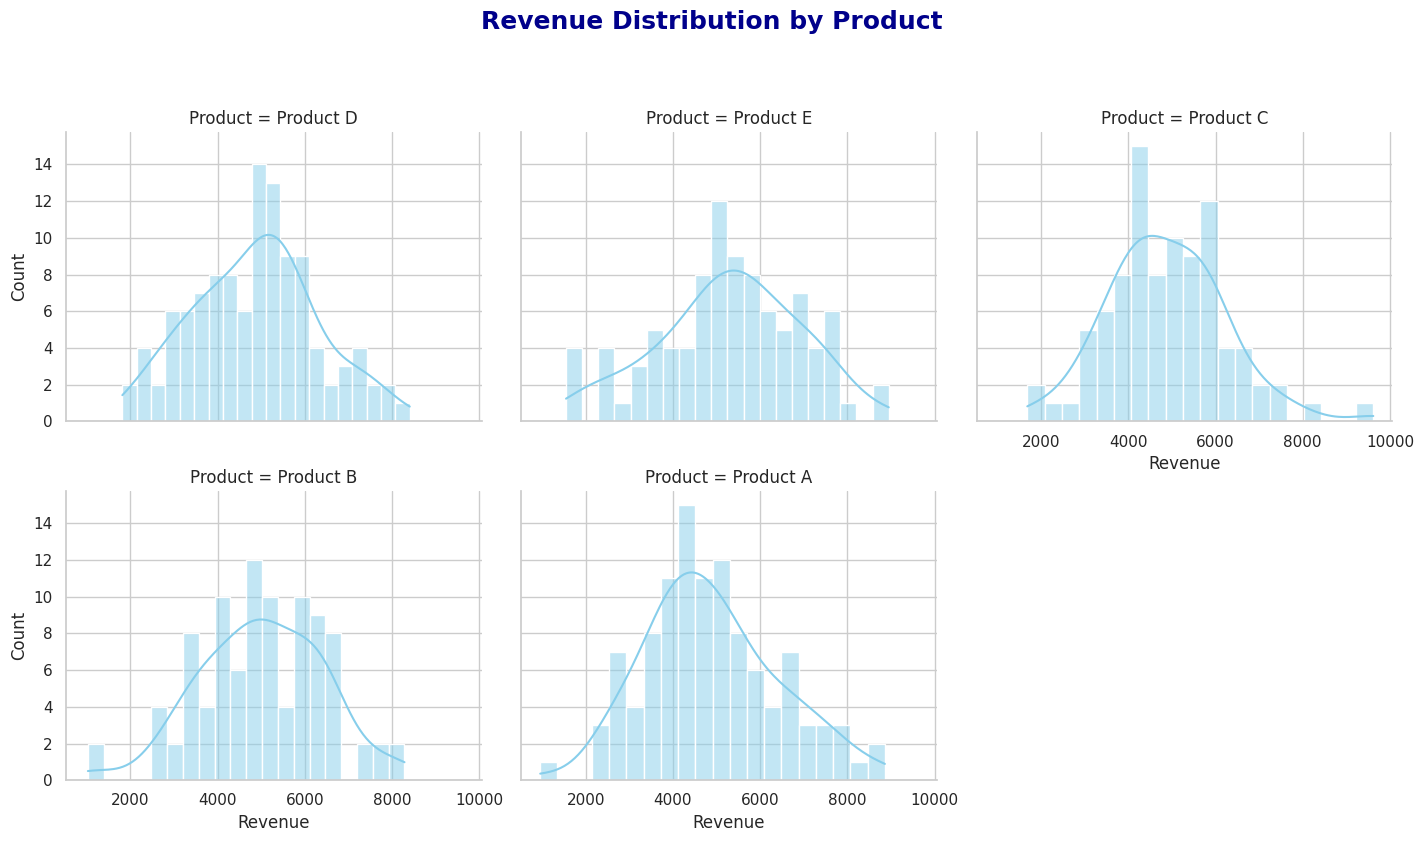 Revenue Distribution by Product
Product = Product D
Product = Product E
Product = Product C
14
12
10
8
6
4
2
0
Count
2000 4000 6000 8000 10000
Revenue
Product = Product B
Product = Product A
14
12
10
8
6
4
2
0
Count
2000 4000 6000 8000 10000
Revenue
2000 4000 6000 8000 10000
Revenue